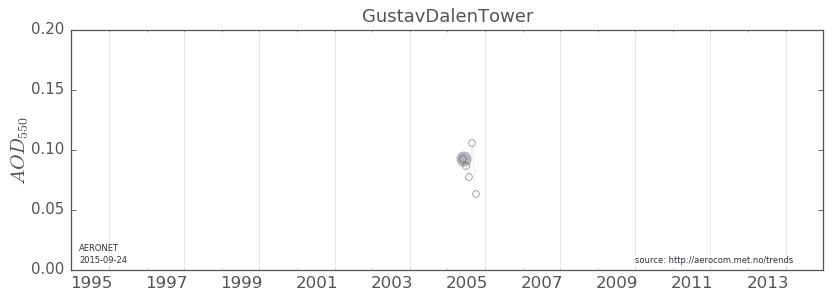 GustavDalenTower
0.20
0.15
0.10
0.05
0.00
AOD550
AERONET
2015-09-24
source: http://aerocom.met.no/trends
1995 1997 1999 2001 2003 2005 2007 2009 2011 2013